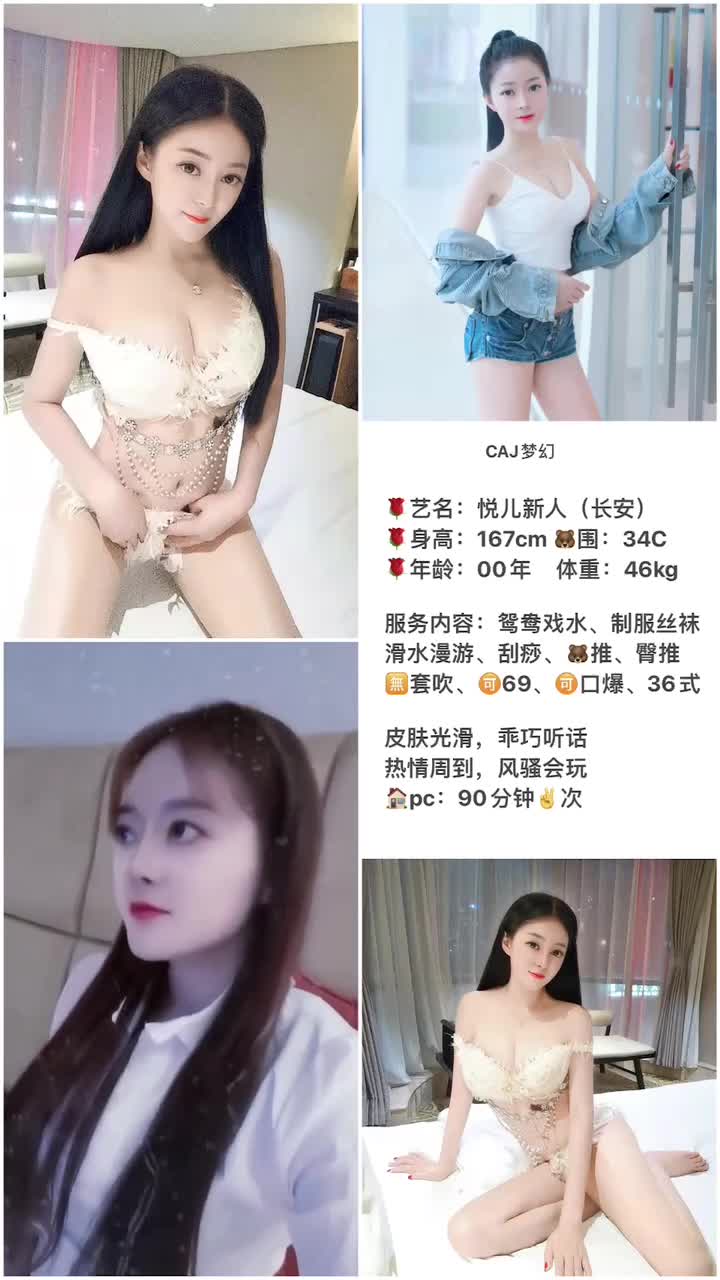 CAJ梦幻
🌹艺名：悦儿新人（长安）
🌹身高：167cm 🐻围：34C
🌹年龄：00年 体重：46kg
服务内容：鸳鸯戏水、制服丝袜
滑水漫游、刮痧、🐻推、臀推
🈚套吹、🉑69、🉑口爆、36式
皮肤光滑，乖巧听话
热情周到，风骚会玩
🏠pc：90分钟✌️次